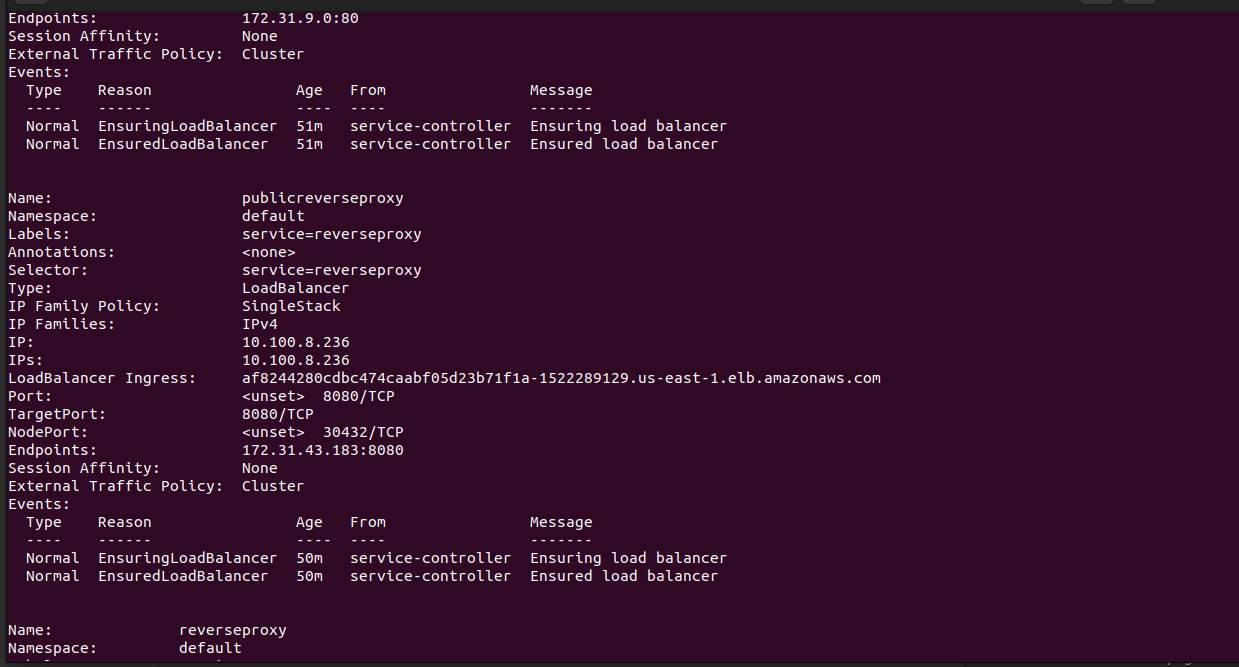 Endpoints:                172.31.9.0:80
Session Affinity:         None
External Traffic Policy:  Cluster
Events:
  Type    Reason                Age   From                Message
  ----    ------                ----  ----                -------
  Normal  EnsuringLoadBalancer  51m   service-controller  Ensuring load balancer
  Normal  EnsuredLoadBalancer   51m   service-controller  Ensured load balancer
Name:                     publicreverseproxy
Namespace:                default
Labels:                   service=reverseproxy
Annotations:              <none>
Selector:                 service=reverseproxy
Type:                     LoadBalancer
IP Family Policy:         SingleStack
IP Families:              IPv4
IP:                       10.100.8.236
IPs:                      10.100.8.236
LoadBalancer Ingress:     af8244280cdbc474caabf05d23b71f1a-1522289129.us-east-1.elb.amazonaws.com
Port:                     <unset>  8080/TCP
TargetPort:               8080/TCP
NodePort:                 <unset>  30432/TCP
Endpoints:                172.31.43.183:8080
Session Affinity:         None
External Traffic Policy:  Cluster
Events:
  Type    Reason                Age   From                Message
  ----    ------                ----  ----                -------
  Normal  EnsuringLoadBalancer  50m   service-controller  Ensuring load balancer
  Normal  EnsuredLoadBalancer   50m   service-controller  Ensured load balancer
Name:              reverseproxy
Namespace:         default